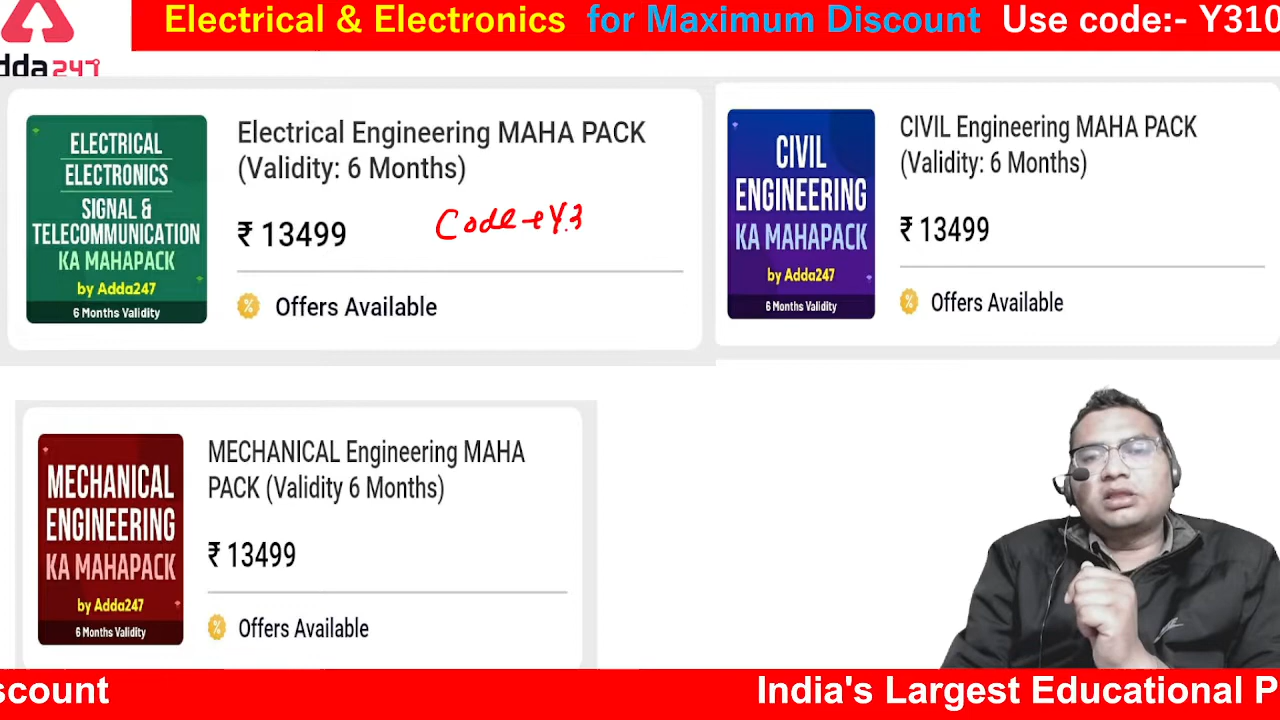 Electrical & Electronics for Maximum Discount Use code:- Y310
adda247
ELECTRICAL
ELECTRONICS
SIGNAL &
TELECOMMUNICATION
KA MAHAPACK
by Adda247
6 Months Validity
Electrical Engineering MAHA PACK
(Validity: 6 Months)
₹ 13499
Code → Y3
Offers Available
CIVIL
ENGINEERING
KA MAHAPACK
by Adda247
6 Months Validity
CIVIL Engineering MAHA PACK
(Validity: 6 Months)
₹ 13499
Offers Available
MECHANICAL
ENGINEERING
KA MAHAPACK
by Adda247
6 Months Validity
MECHANICAL Engineering MAHA
PACK (Validity 6 Months)
₹ 13499
Offers Available
scount India's Largest Educational P